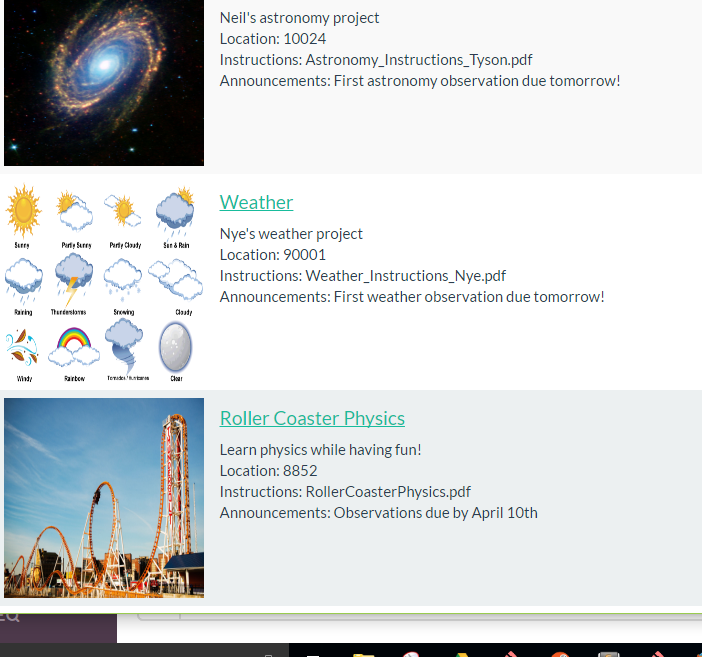 Neil's astronomy project
Location: 10024
Instructions: Astronomy_Instructions_Tyson.pdf
Announcements: First astronomy observation due tomorrow!
Weather
Nye's weather project
Location: 90001
Instructions: Weather_Instructions_Nye.pdf
Announcements: First weather observation due tomorrow!
Sunny Partly Sunny Partly Cloudy Sun & Rain
Raining Thunderstorms Snowing Cloudy
Windy Rainbow Tornados / hurricanes Clear
Roller Coaster Physics
Learn physics while having fun!
Location: 8852
Instructions: RollerCoasterPhysics.pdf
Announcements: Observations due by April 10th